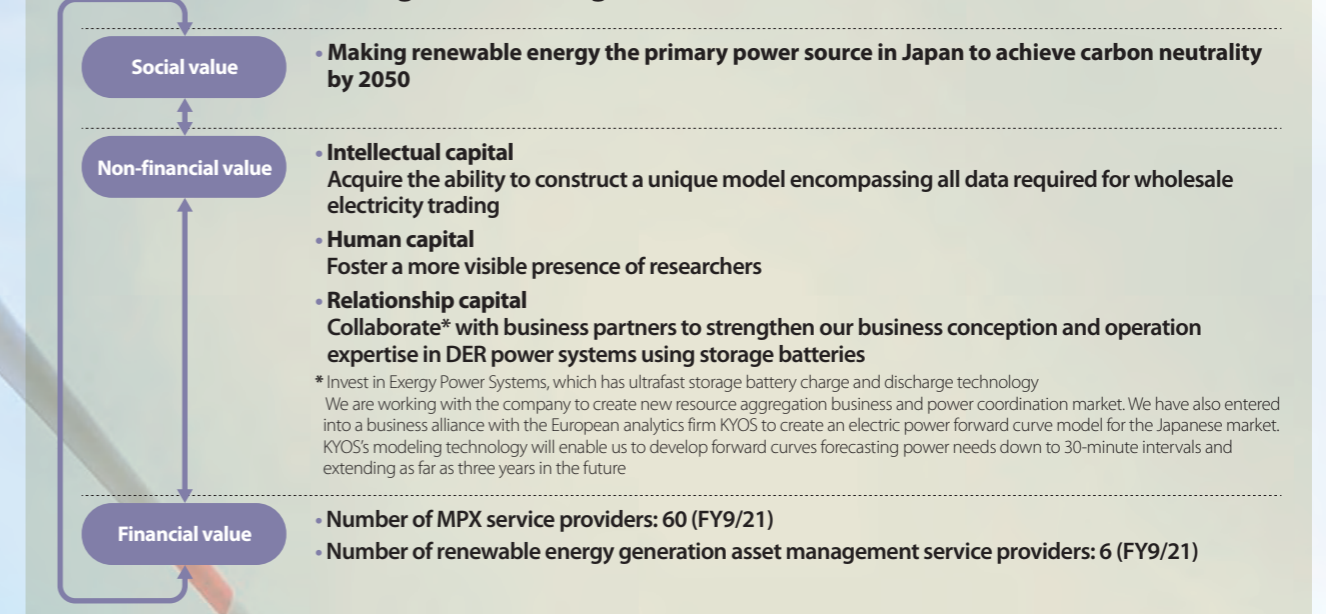 Social value
• Making renewable energy the primary power source in Japan to achieve carbon neutrality
by 2050
Non-financial value
• Intellectual capital
Acquire the ability to construct a unique model encompassing all data required for wholesale
electricity trading
• Human capital
Foster a more visible presence of researchers
• Relationship capital
Collaborate* with business partners to strengthen our business conception and operation
expertise in DER power systems using storage batteries
* Invest in Exergy Power Systems, which has ultrafast storage battery charge and discharge technology
We are working with the company to create new resource aggregation business and power coordination market. We have also entered
into a business alliance with the European analytics firm KYOS to create an electric power forward curve model for the Japanese market.
KYOS's modeling technology will enable us to develop forward curves forecasting power needs down to 30-minute intervals and
extending as far as three years in the future
Financial value
• Number of MPX service providers: 60 (FY9/21)
• Number of renewable energy generation asset management service providers: 6 (FY9/21)